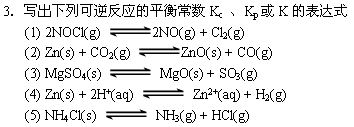 3. 写出下列可逆反应的平衡常数 Kc 、Kp或 K 的表达式
(1) 2NOCl(g) ⇌ 2NO(g) + Cl₂(g)
(2) Zn(s) + CO₂(g) ⇌ ZnO(s) + CO(g)
(3) MgSO₄(s) ⇌ MgO(s) + SO₃(g)
(4) Zn(s) + 2H⁺(aq) ⇌ Zn²⁺(aq) + H₂(g)
(5) NH₄Cl(s) ⇌ NH₃(g) + HCl(g)